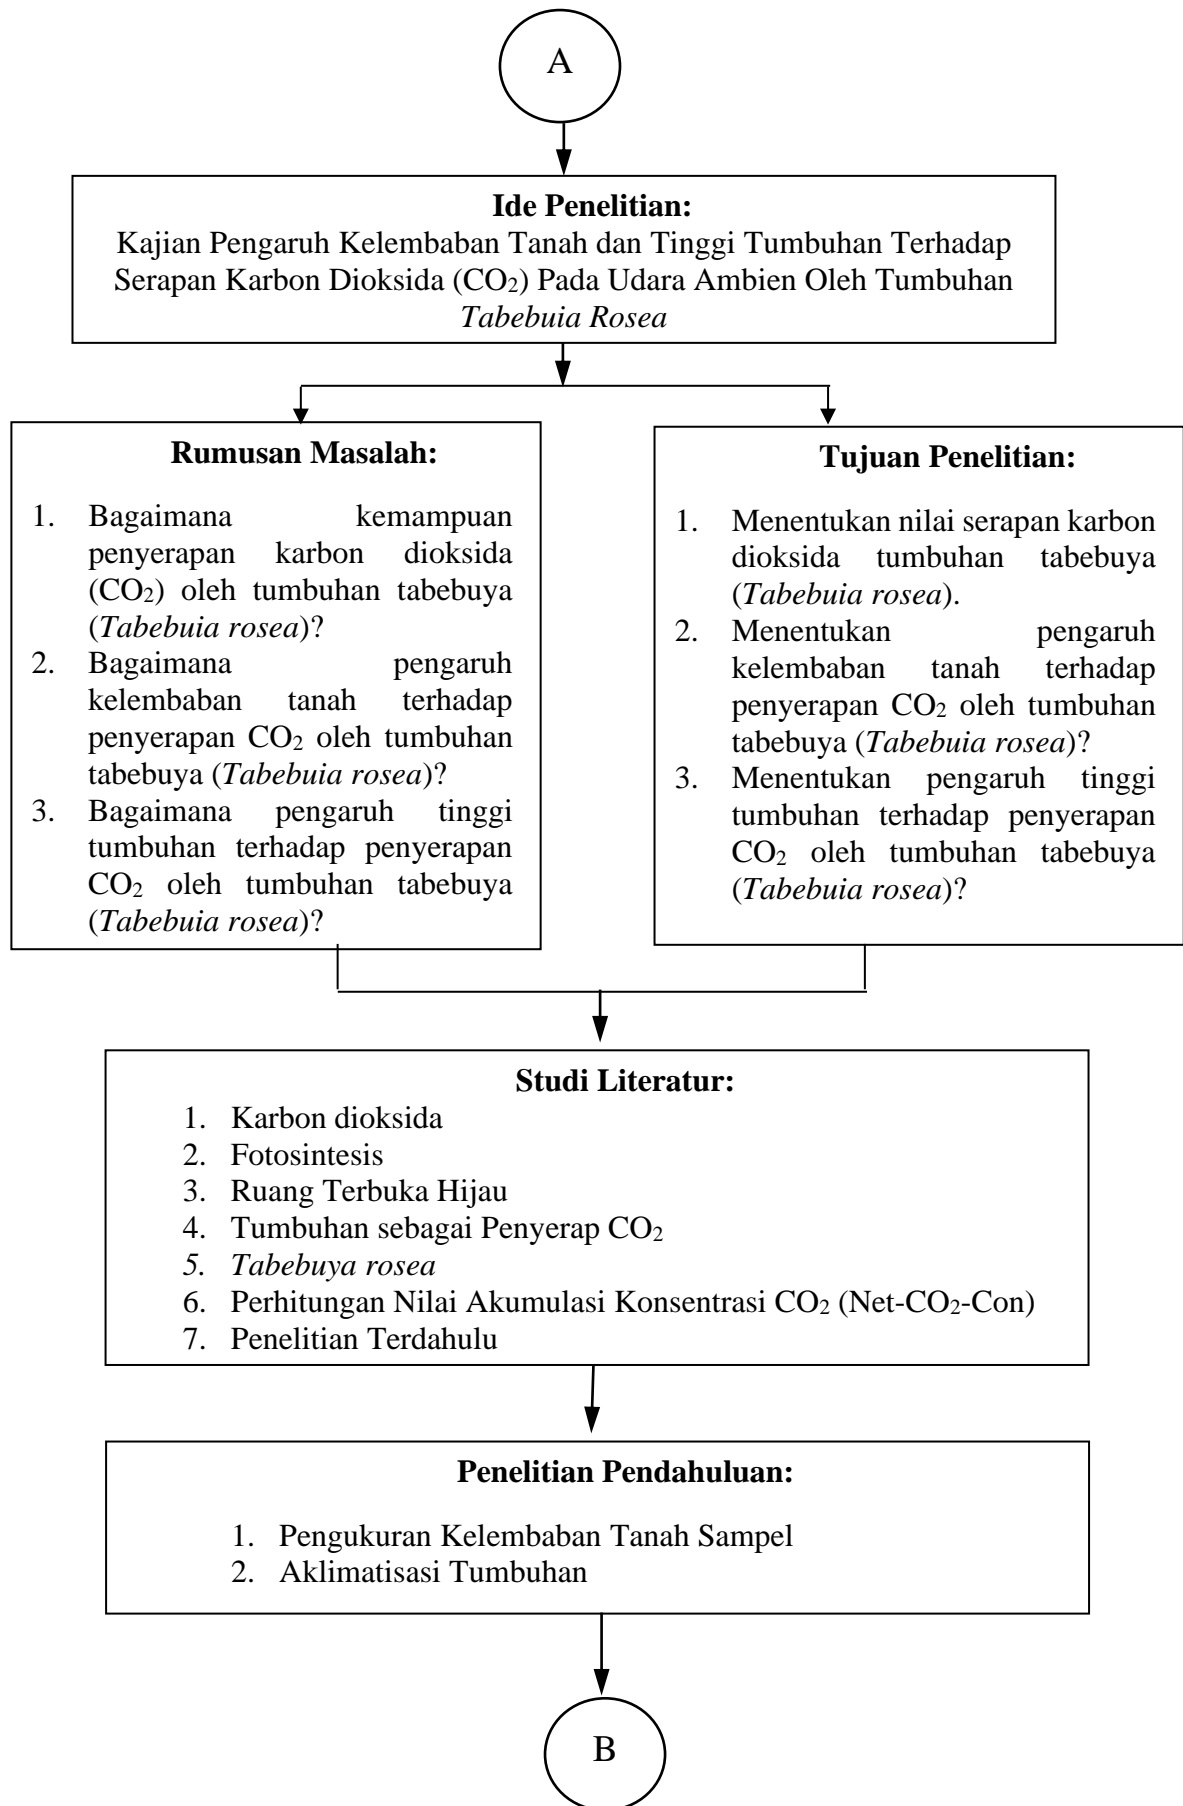 A
Ide Penelitian:
Kajian Pengaruh Kelembaban Tanah dan Tinggi Tumbuhan Terhadap
Serapan Karbon Dioksida (CO₂) Pada Udara Ambien Oleh Tumbuhan
Tabebuia Rosea
Rumusan Masalah:
1. Bagaimana kemampuan
penyerapan karbon dioksida
(CO₂) oleh tumbuhan tabebuya
(Tabebuia rosea)?
2. Bagaimana pengaruh
kelembaban tanah terhadap
penyerapan CO₂ oleh tumbuhan
tabebuya (Tabebuia rosea)?
3. Bagaimana pengaruh tinggi
tumbuhan terhadap penyerapan
CO₂ oleh tumbuhan tabebuya
(Tabebuia rosea)?
Tujuan Penelitian:
1. Menentukan nilai serapan karbon
dioksida tumbuhan tabebuya
(Tabebuia rosea).
2. Menentukan pengaruh
kelembaban tanah terhadap
penyerapan CO₂ oleh tumbuhan
tabebuya (Tabebuia rosea)?
3. Menentukan pengaruh tinggi
tumbuhan terhadap penyerapan
CO₂ oleh tumbuhan tabebuya
(Tabebuia rosea)?
Studi Literatur:
1. Karbon dioksida
2. Fotosintesis
3. Ruang Terbuka Hijau
4. Tumbuhan sebagai Penyerap CO₂
5. Tabebuya rosea
6. Perhitungan Nilai Akumulasi Konsentrasi CO₂ (Net-CO₂-Con)
7. Penelitian Terdahulu
Penelitian Pendahuluan:
1. Pengukuran Kelembaban Tanah Sampel
2. Aklimatisasi Tumbuhan
B